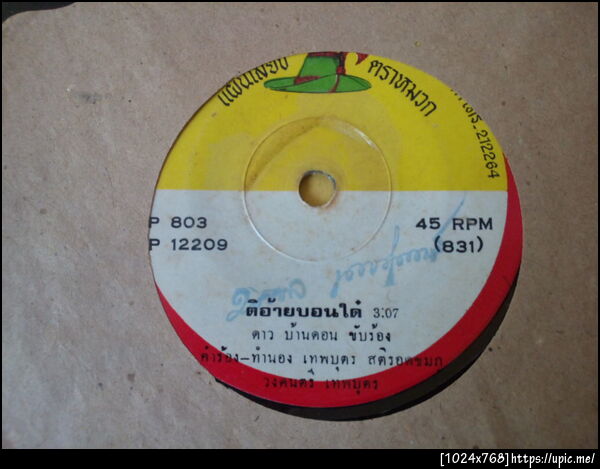 แผ่นเสียง ตราหมวก
โทร. 212264
P 803
45 RPM
P 12209
(831)
ติอ้ายบอนใด๋ 3:07
ดาว บ้านดอน ขับร้อง
คำร้อง-ทำนอง เทพบุตร สติรอดชมภู
วงดนตรี เทพบุตร
[1024x768]https://upic.me/